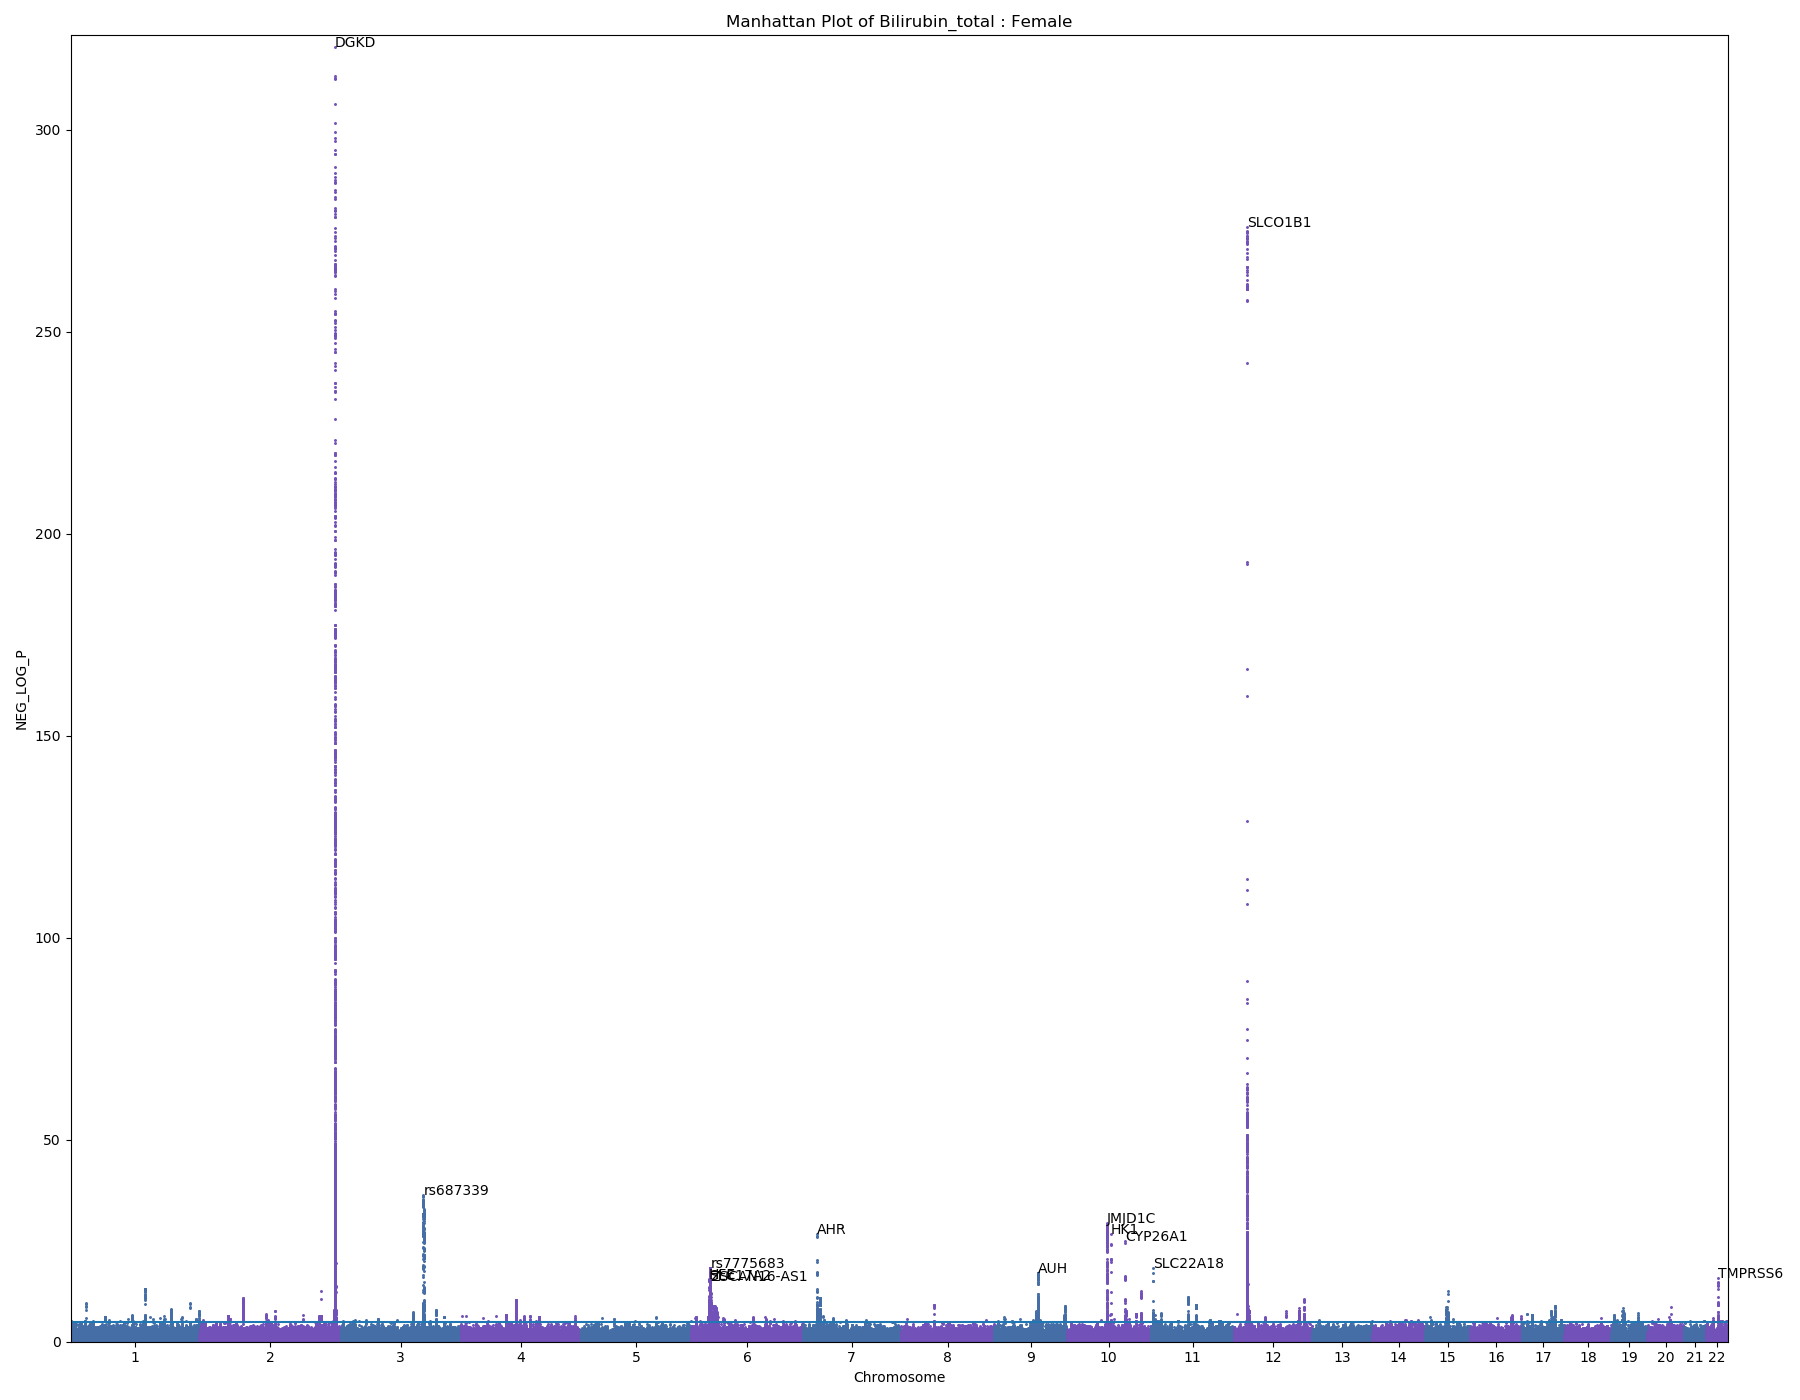 Manhattan Plot of Bilirubin_total : Female
DGKD
300
SLCO1B1
250
200
NEG_LOG_P
150
100
50
rs687339
JMJD1C
AHR
HK1
CYP26A1
rs7775683
SLC22A18
AUH
TMPRSS6
ZSCAN16-AS1
0
1 2 3 4 5 6 7 8 9 10 11 12 13 14 15 16 17 18 19 20 21 22
Chromosome